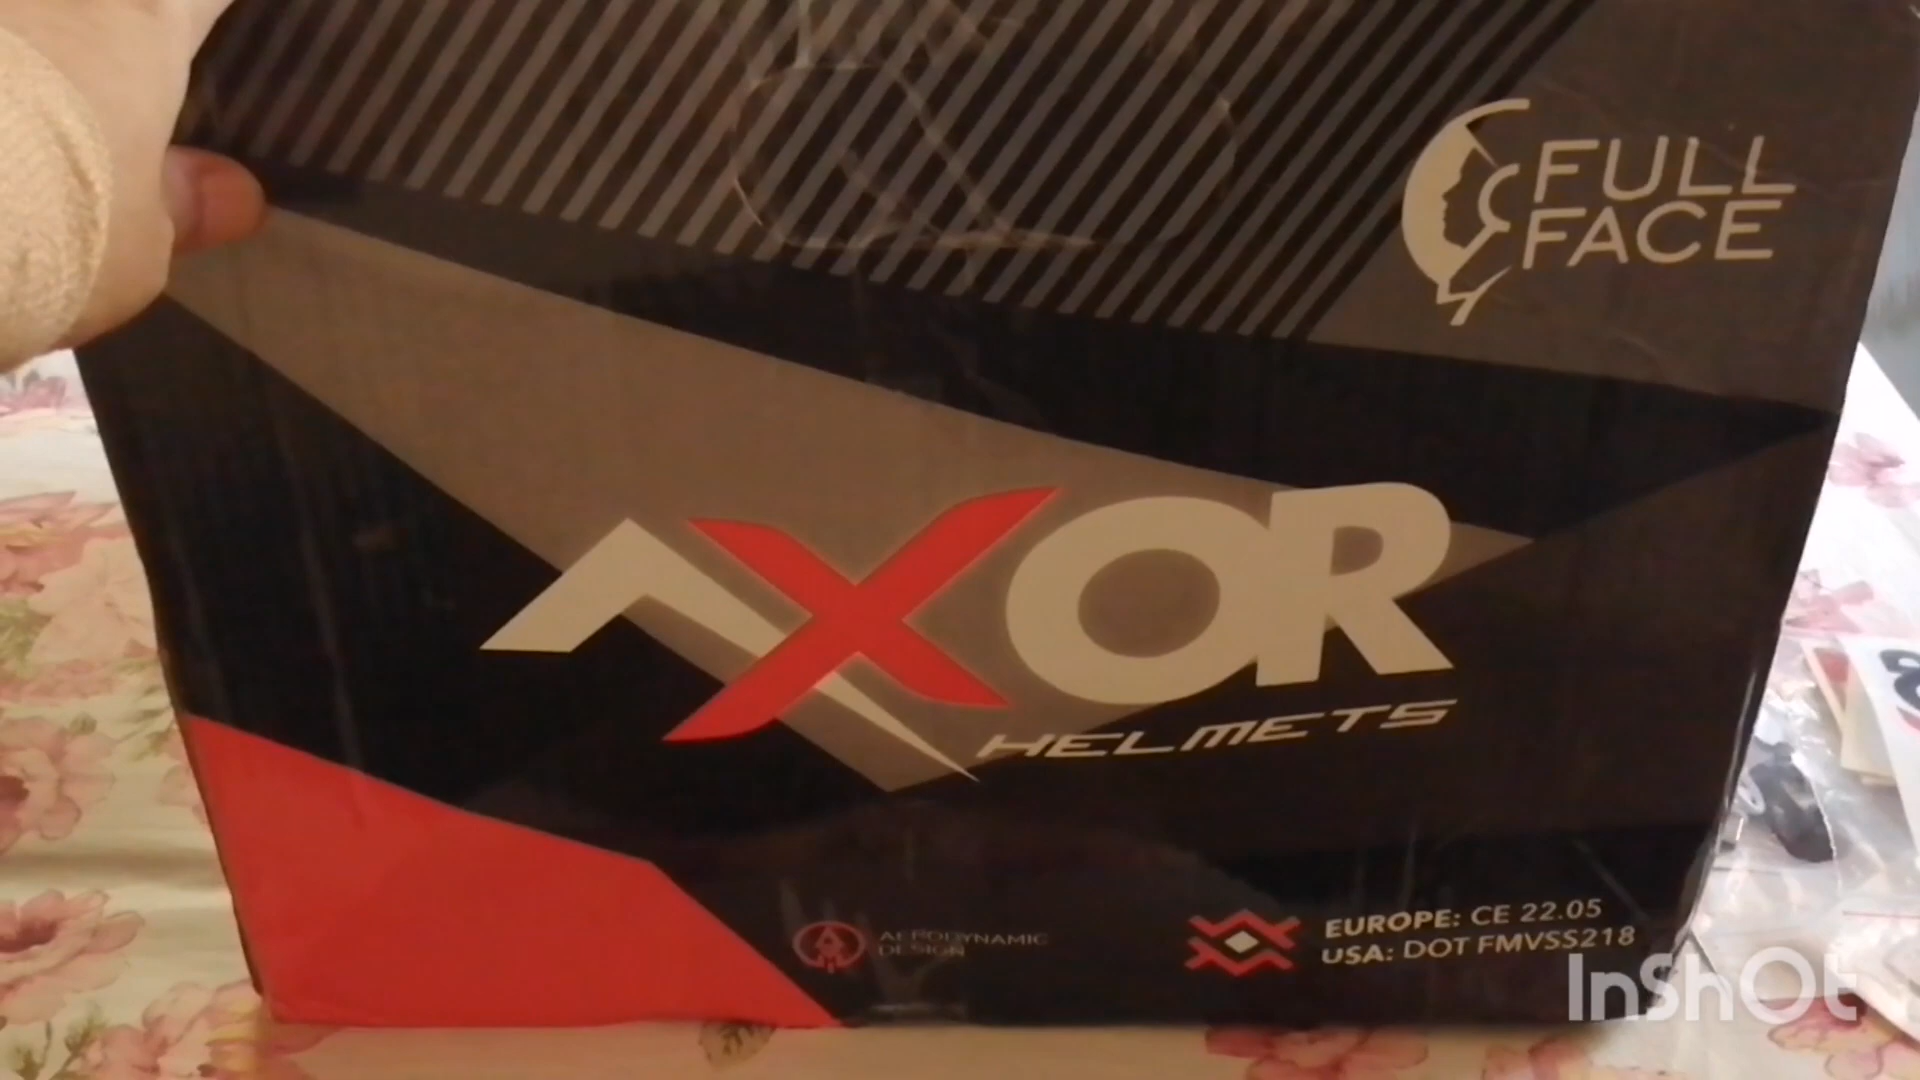 FULL
FACE
AXOR
HELMETS
AERODYNAMIC
DESIGN
EUROPE: CE 22.05
USA: DOT FMVSS218
InShOt